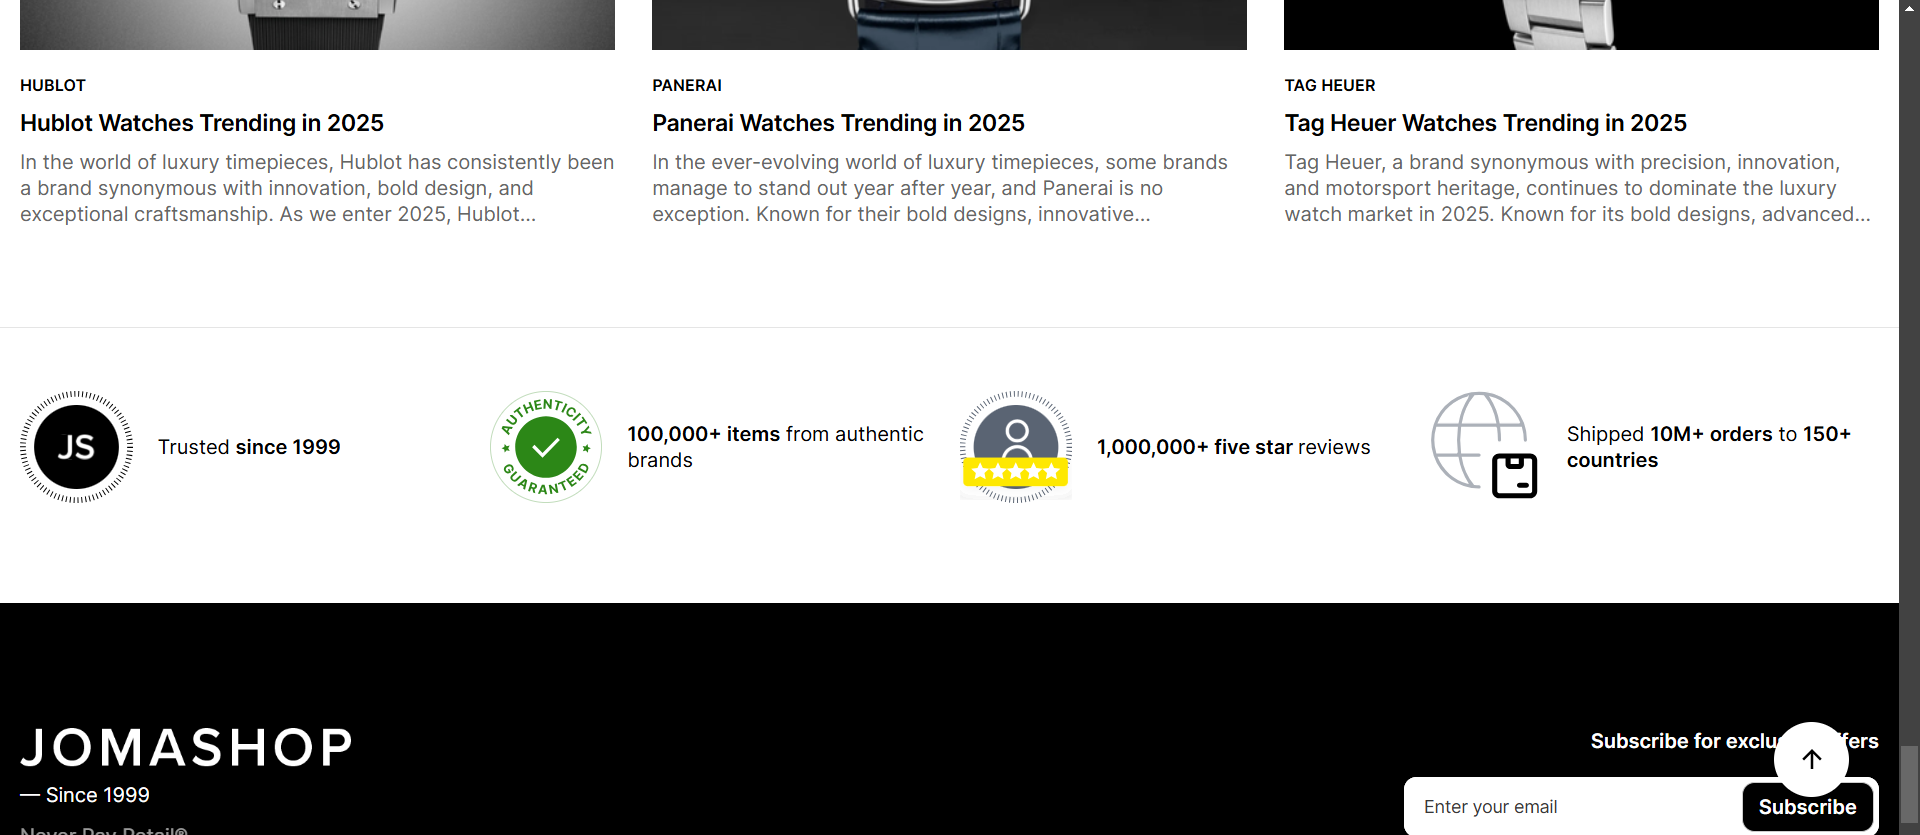 HUBLOT
Hublot Watches Trending in 2025
In the world of luxury timepieces, Hublot has consistently been
a brand synonymous with innovation, bold design, and
exceptional craftsmanship. As we enter 2025, Hublot...
PANERAI
Panerai Watches Trending in 2025
In the ever-evolving world of luxury timepieces, some brands
manage to stand out year after year, and Panerai is no
exception. Known for their bold designs, innovative...
TAG HEUER
Tag Heuer Watches Trending in 2025
Tag Heuer, a brand synonymous with precision, innovation,
and motorsport heritage, continues to dominate the luxury
watch market in 2025. Known for its bold designs, advanced...
JS
Trusted since 1999
AUTHENTICITY
GUARANTEED
100,000+ items from authentic
brands
1,000,000+ five star reviews
Shipped 10M+ orders to 150+
countries
JOMASHOP
— Since 1999
Never Pay Retail®
Subscribe for
Enter your email
Subscribe